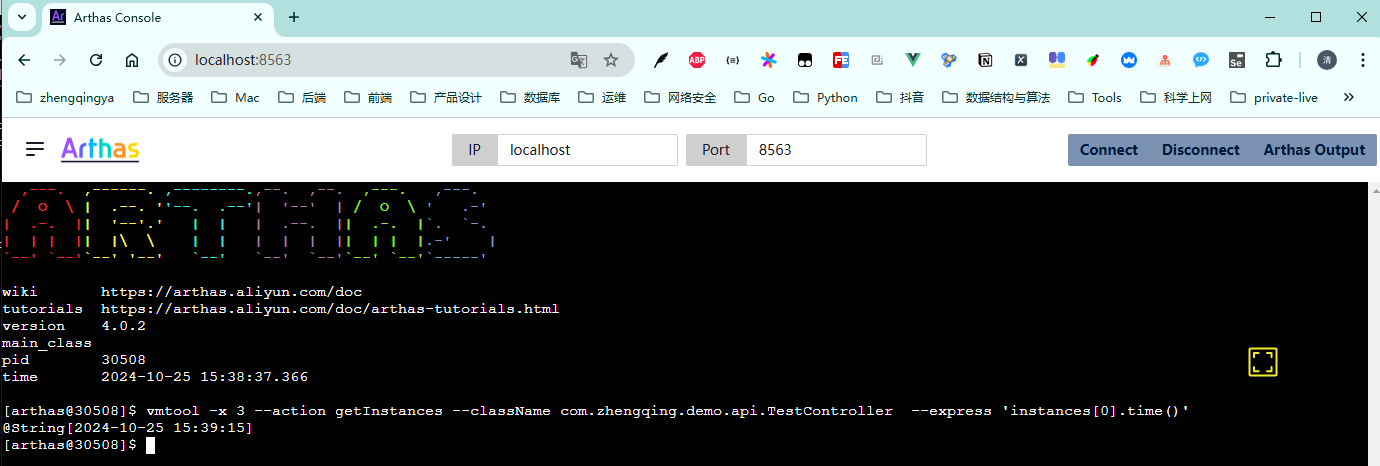 Arthas Console
localhost:8563
zhengqingya 服务器 Mac 后端 前端 产品设计 数据库 运维 网络安全 Go Python 抖音 数据结构与算法 Tools 科学上网 private-live
Arthas IP localhost Port 8563 Connect Disconnect Arthas Output
ARTHAS
wiki https://arthas.aliyun.com/doc
tutorials https://arthas.aliyun.com/doc/arthas-tutorials.html
version 4.0.2
main_class
pid 30508
time 2024-10-25 15:38:37.366
[arthas@30508]$ vmtool -x 3 --action getInstances --className com.zhengqing.demo.api.TestController  --express 'instances[0].time()'
@String[2024-10-25 15:39:15]
[arthas@30508]$